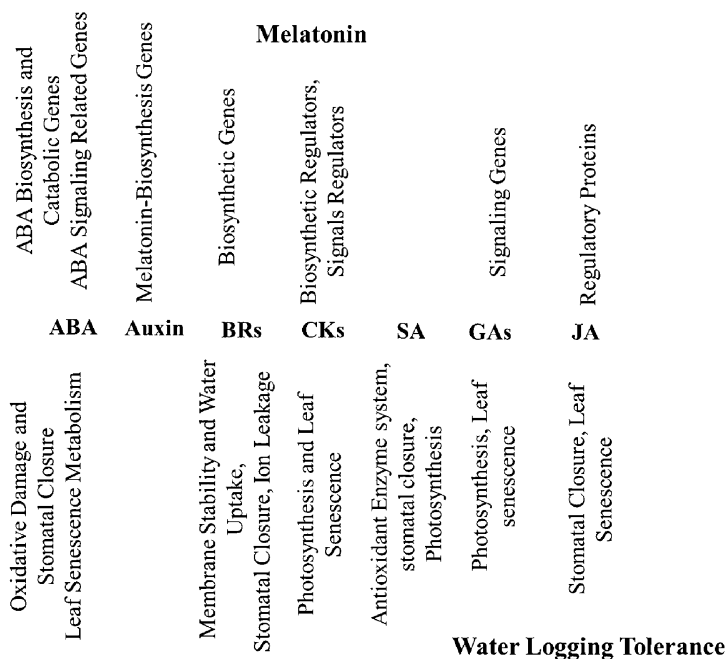 Melatonin
ABA Biosynthesis and
Catabolic Genes
ABA Signaling Related Genes
Melatonin-Biosynthesis Genes
Biosynthetic Genes
Biosynthetic Regulators,
Signals Regulators
Signaling Genes
Regulatory Proteins
ABA Auxin BRs CKs SA GAs JA
Oxidative Damage and
Stomatal Closure
Leaf Senescence Metabolism
Membrane Stability and Water
Uptake,
Stomatal Closure, Ion Leakage
Photosynthesis and Leaf
Senescence
Antioxidant Enzyme system,
stomatal closure,
Photosynthesis
Photosynthesis, Leaf
senescence
Stomatal Closure, Leaf
Senescence
Water Logging Tolerance